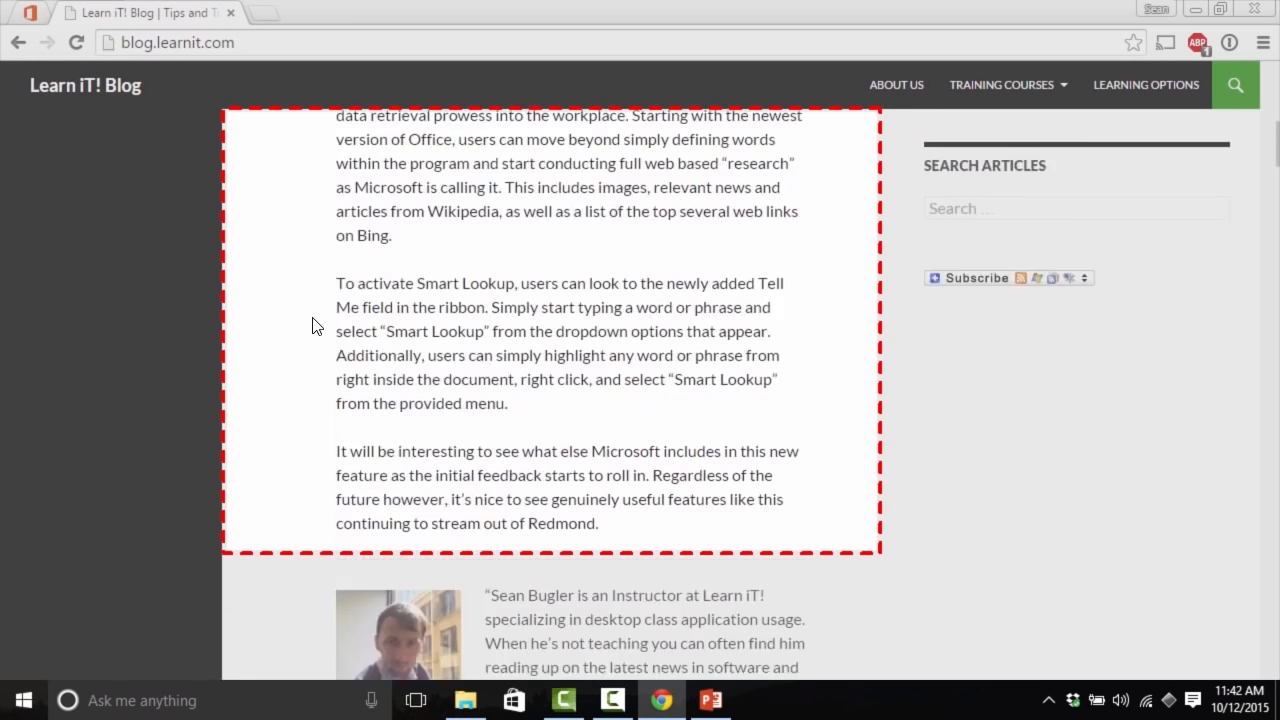 Learn iT! Blog | Tips and T
Sean
blog.learnit.com
ABP
1
Learn iT! Blog
ABOUT US
TRAINING COURSES
LEARNING OPTIONS
data retrieval prowess into the workplace. Starting with the newest
version of Office, users can move beyond simply defining words
within the program and start conducting full web based “research”
as Microsoft is calling it. This includes images, relevant news and
articles from Wikipedia, as well as a list of the top several web links
on Bing.
To activate Smart Lookup, users can look to the newly added Tell
Me field in the ribbon. Simply start typing a word or phrase and
select “Smart Lookup” from the dropdown options that appear.
Additionally, users can simply highlight any word or phrase from
right inside the document, right click, and select “Smart Lookup”
from the provided menu.
It will be interesting to see what else Microsoft includes in this new
feature as the initial feedback starts to roll in. Regardless of the
future however, it’s nice to see genuinely useful features like this
continuing to stream out of Redmond.
“Sean Bugler is an Instructor at Learn iT!
specializing in desktop class application usage.
When he’s not teaching you can often find him
reading up on the latest news in software and
SEARCH ARTICLES
Search …
Subscribe
Ask me anything
11:42 AM
10/12/2015